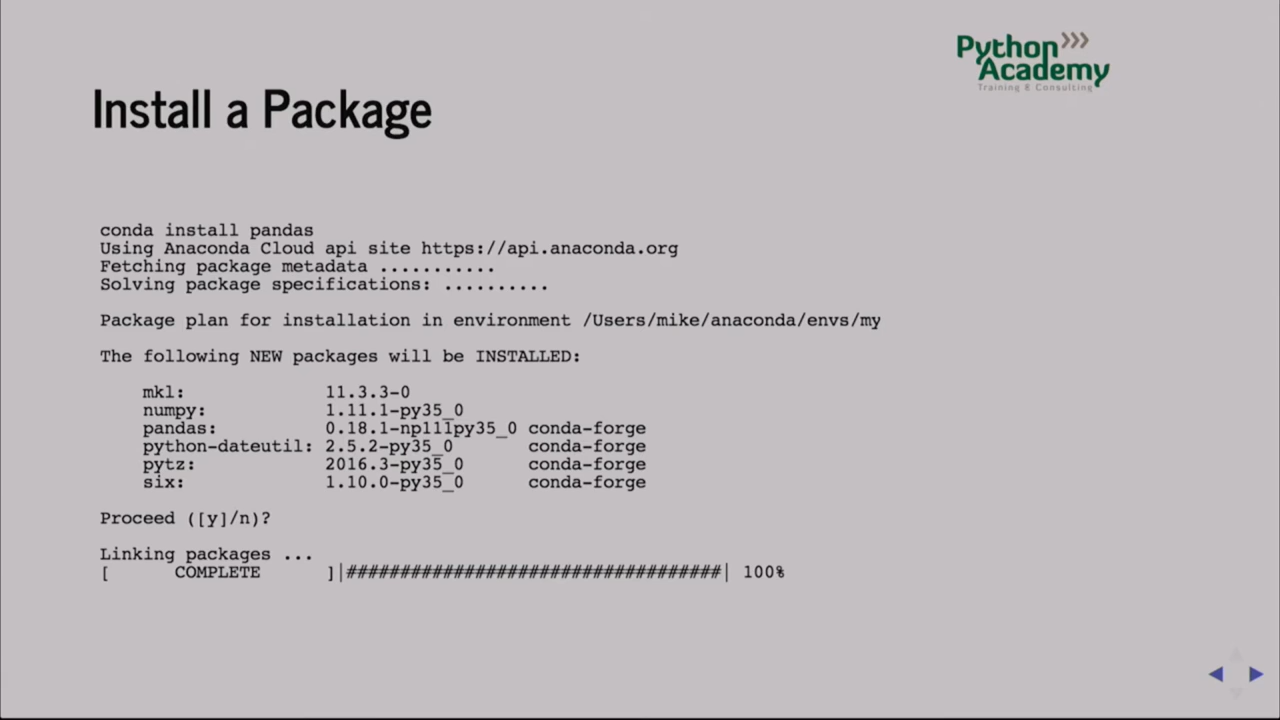 Python
Academy
Training & Consulting
Install a Package
conda install pandas
Using Anaconda Cloud api site https://api.anaconda.org
Fetching package metadata ...........
Solving package specifications: ..........
Package plan for installation in environment /Users/mike/anaconda/envs/my
The following NEW packages will be INSTALLED:
mkl: 11.3.3-0
numpy: 1.11.1-py35_0
pandas: 0.18.1-np111py35_0 conda-forge
python-dateutil: 2.5.2-py35_0 conda-forge
pytz: 2016.3-py35_0 conda-forge
six: 1.10.0-py35_0 conda-forge
Proceed ([y]/n)?
Linking packages ...
[ COMPLETE ]|###################################| 100%